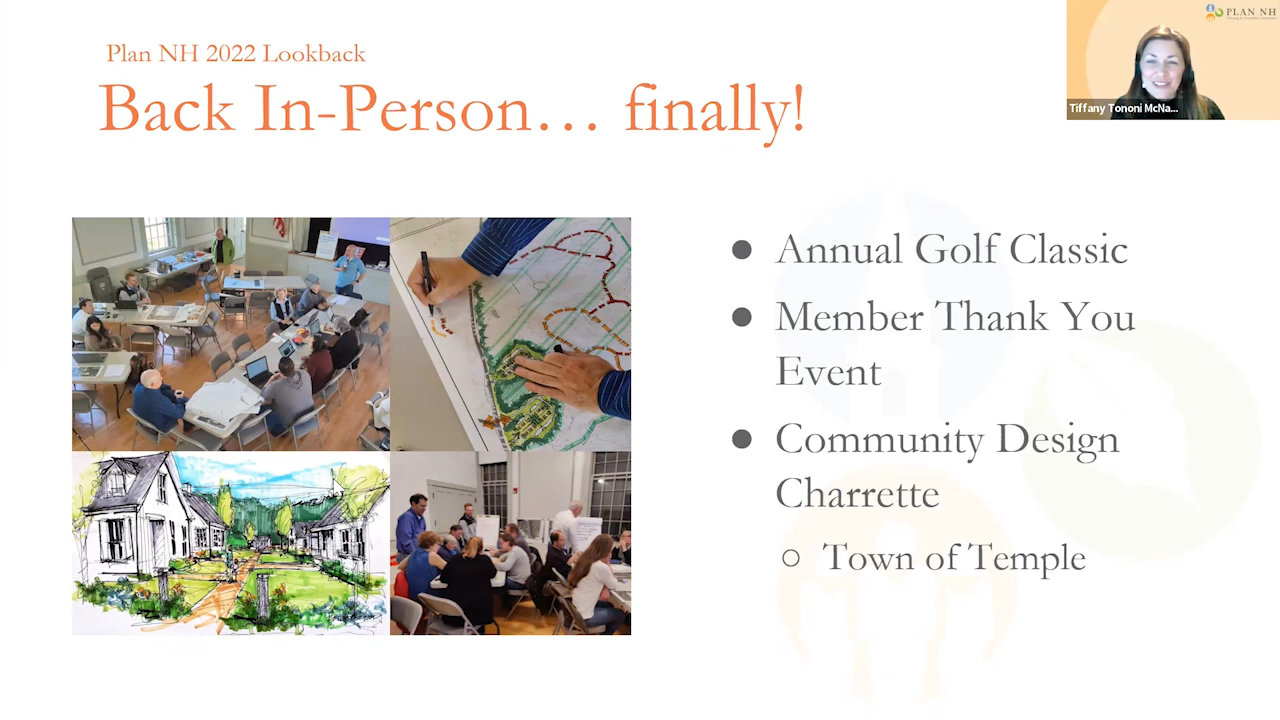 PLAN NH
Plan NH 2022 Lookback
Back In-Person… finally!
Tiffany Tononi McNa...
● Annual Golf Classic
● Member Thank You
Event
● Community Design
Charrette
○ Town of Temple